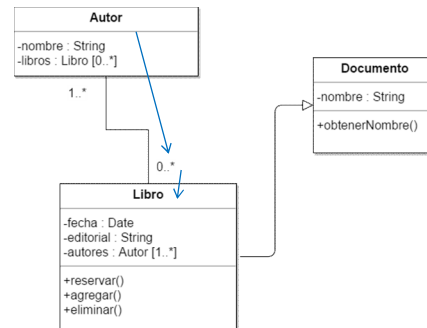 Autor
-nombre : String
-libros : Libro [0..*]
1..*
0..*
Documento
-nombre : String
+obtenerNombre()
Libro
-fecha : Date
-editorial : String
-autores : Autor [1..*]
+reservar()
+agregar()
+eliminar()